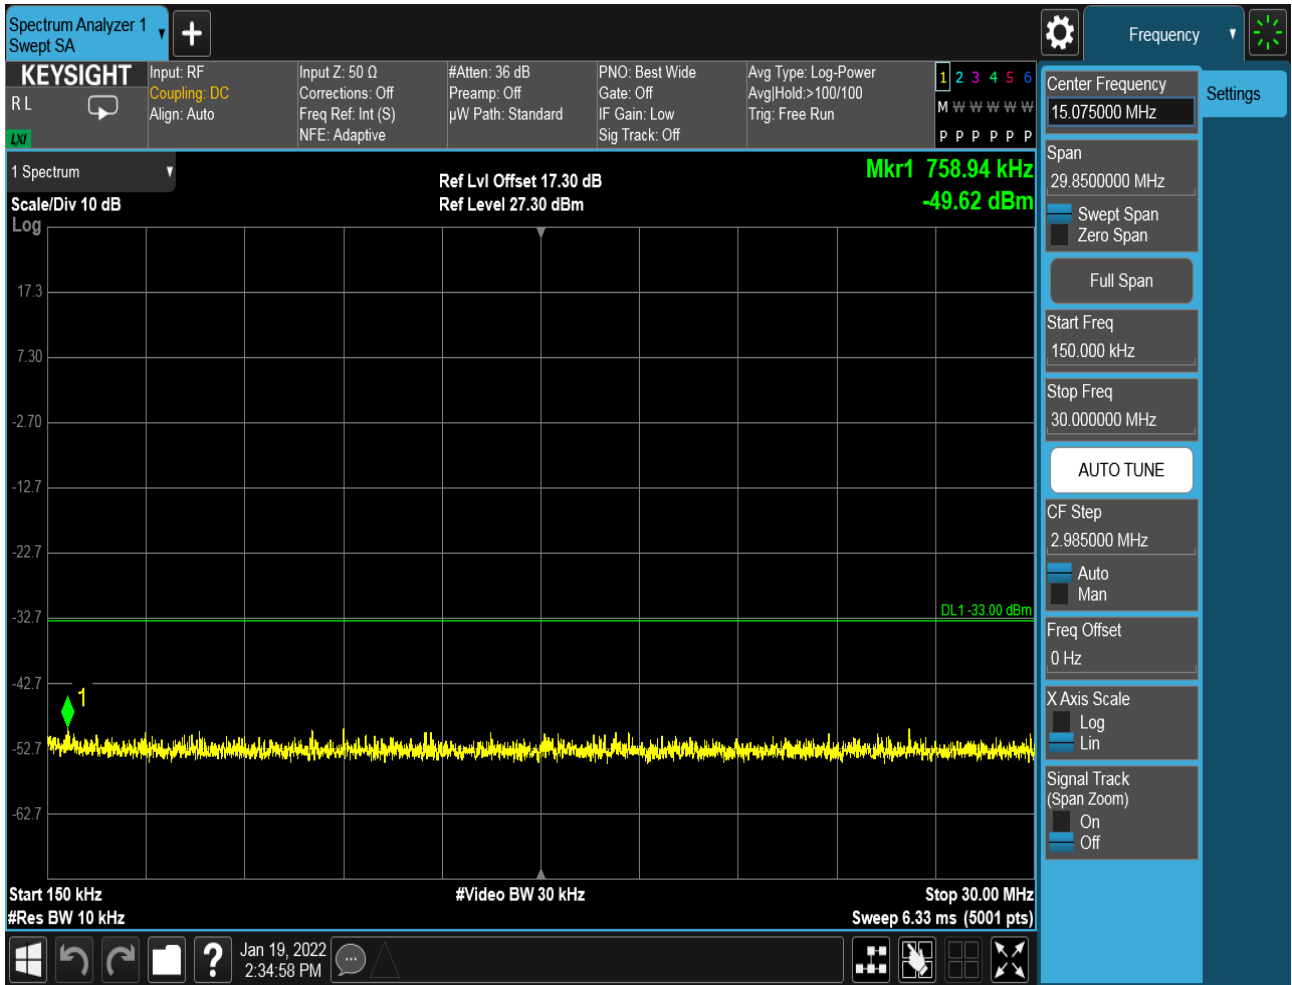 Spectrum Analyzer 1
Swept SA
Frequency
KEYSIGHT
R L
LXI
Input: RF
Coupling: DC
Align: Auto
Input Z: 50 Ω
Corrections: Off
Freq Ref: Int (S)
NFE: Adaptive
#Atten: 36 dB
Preamp: Off
µW Path: Standard
PNO: Best Wide
Gate: Off
IF Gain: Low
Sig Track: Off
Avg Type: Log-Power
Avg|Hold:>100/100
Trig: Free Run
1 2 3 4 5 6
M W W W W W
P P P P P P
1 Spectrum
Scale/Div 10 dB
Log
Ref Lvl Offset 17.30 dB
Ref Level 27.30 dBm
Mkr1 758.94 kHz
-49.62 dBm
17.3
7.30
-2.70
-12.7
-22.7
-32.7
-42.7
-52.7
-62.7
DL1 -33.00 dBm
1
Start 150 kHz
#Res BW 10 kHz
#Video BW 30 kHz
Stop 30.00 MHz
Sweep 6.33 ms (5001 pts)
Jan 19, 2022
2:34:58 PM
Center Frequency
15.075000 MHz
Settings
Span
29.8500000 MHz
Swept Span
Zero Span
Full Span
Start Freq
150.000 kHz
Stop Freq
30.000000 MHz
AUTO TUNE
CF Step
2.985000 MHz
Auto
Man
Freq Offset
0 Hz
X Axis Scale
Log
Lin
Signal Track
(Span Zoom)
On
Off